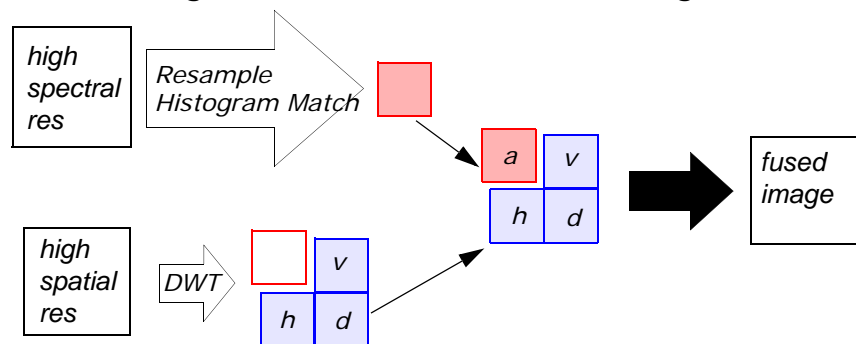 high
spectral
res
Resample
Histogram Match
a
v
h
d
fused
image
high
spatial
res
DWT
v
h
d